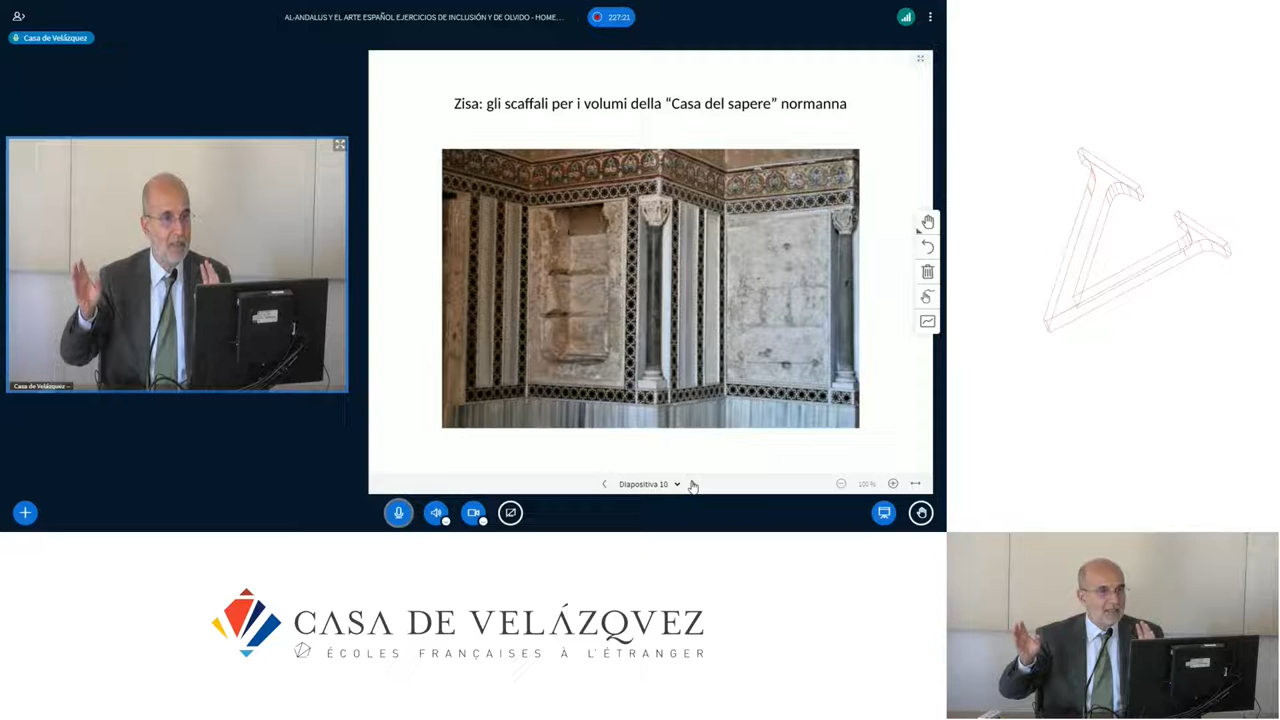 AL-ANDALUS Y EL ARTE ESPAÑOL EJERCICIOS DE INCLUSIÓN Y DE OLVIDO - HOME...
227:21
Casa de Velázquez
Zisa: gli scaffali per i volumi della “Casa del sapere” normanna
Casa de Velázquez
Diapositiva 10
100 %
CASA DE VELÁZQVEZ
ÉCOLES FRANÇAISES À L'ÉTRANGER